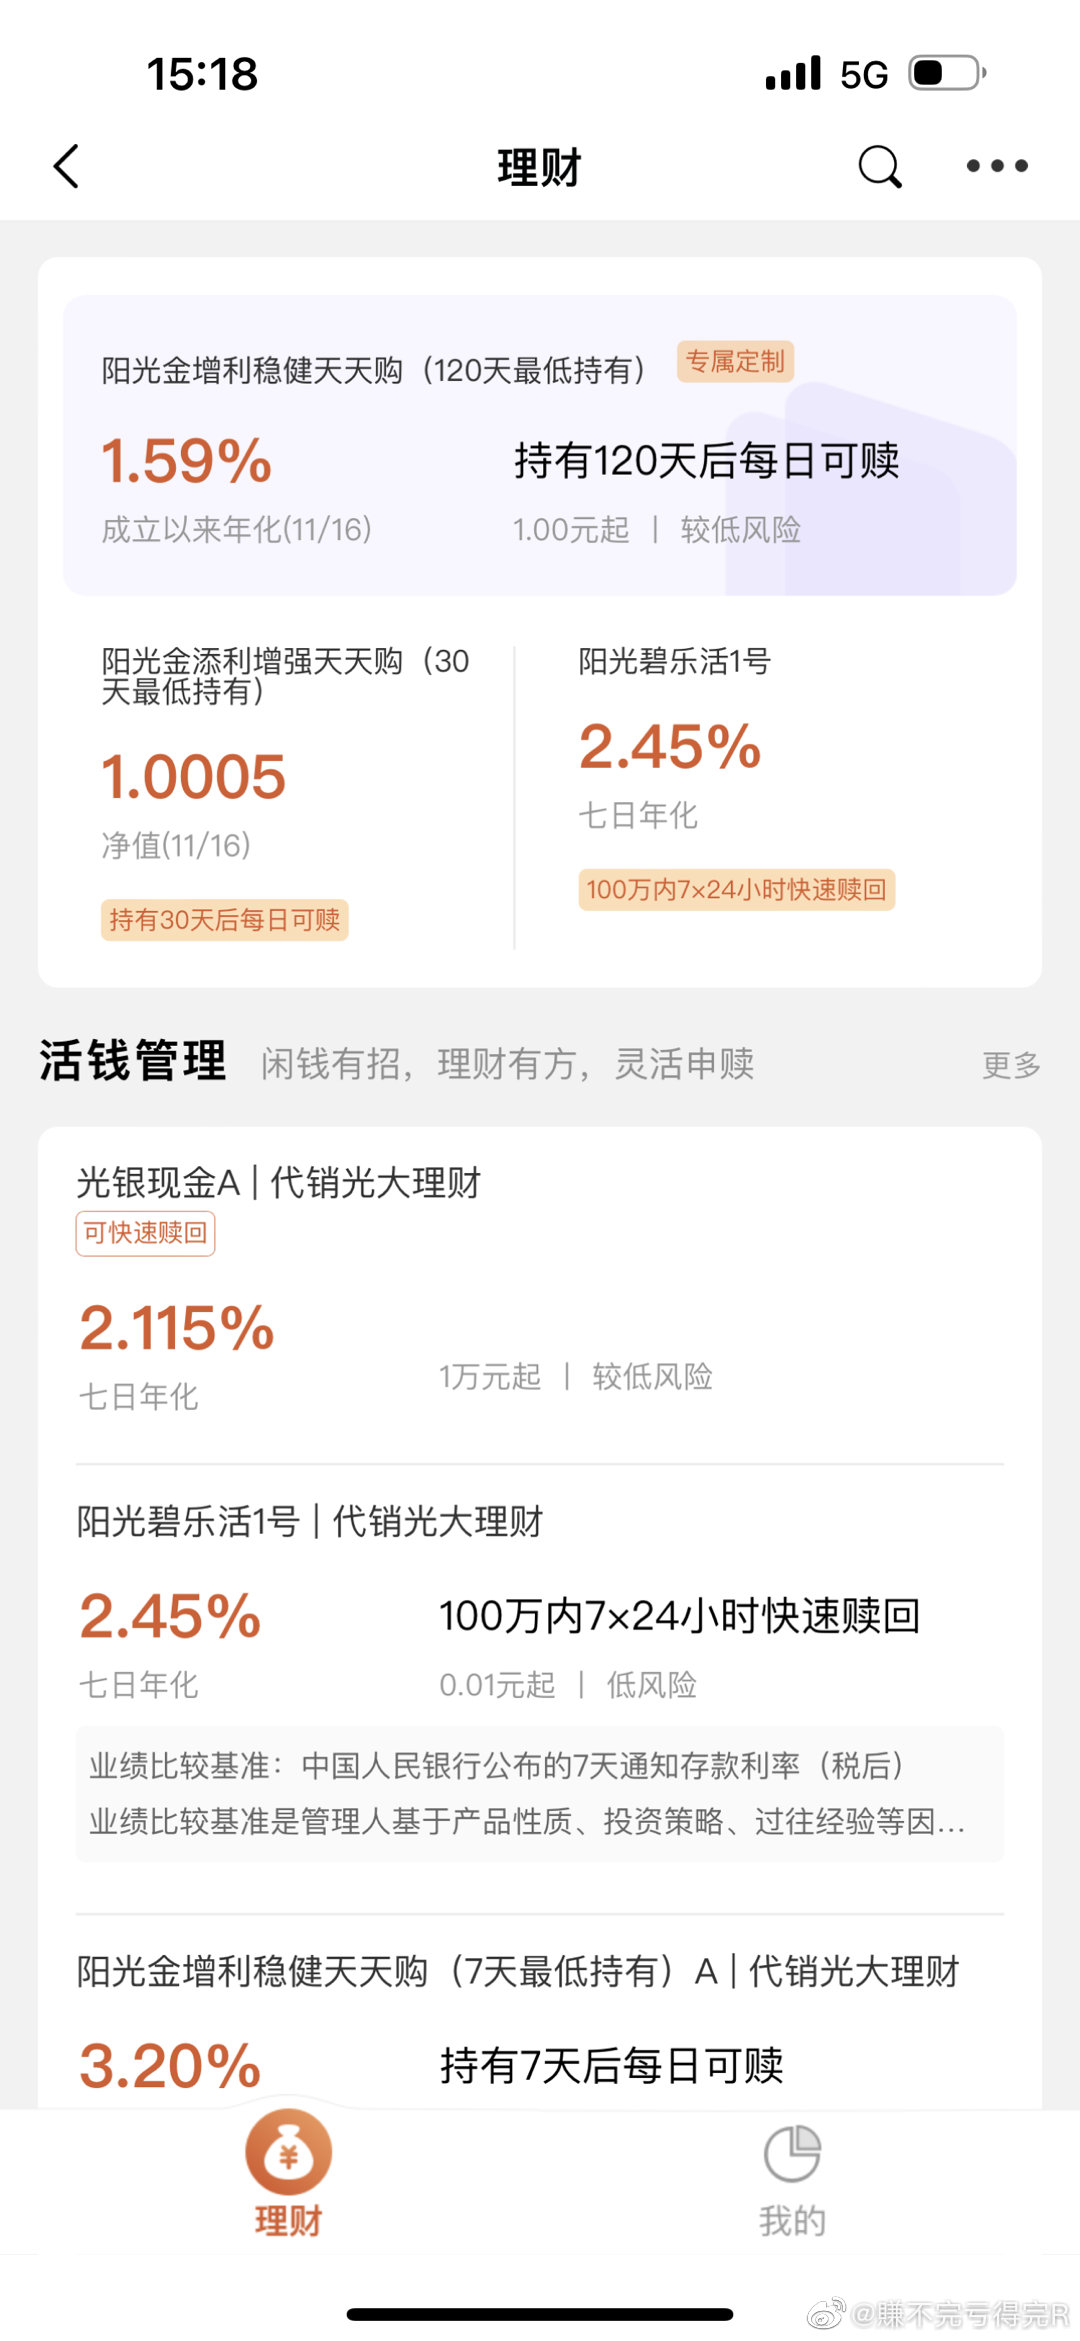 15:18
5G
理财
阳光金增利稳健天天购（120天最低持有）
专属定制
1.59%
持有120天后每日可赎
成立以来年化(11/16)
1.00元起 | 较低风险
阳光金添利增强天天购（30
天最低持有）
1.0005
净值(11/16)
持有30天后每日可赎
阳光碧乐活1号
2.45%
七日年化
100万内7×24小时快速赎回
活钱管理
闲钱有招，理财有方，灵活申赎
更多
光银现金A | 代销光大理财
可快速赎回
2.115%
七日年化
1万元起 | 较低风险
阳光碧乐活1号 | 代销光大理财
2.45%
100万内7×24小时快速赎回
七日年化
0.01元起 | 低风险
业绩比较基准：中国人民银行公布的7天通知存款利率（税后）
业绩比较基准是管理人基于产品性质、投资策略、过往经验等因...
阳光金增利稳健天天购（7天最低持有）A | 代销光大理财
3.20%
持有7天后每日可赎
理财
我的
@赚不完亏得完R